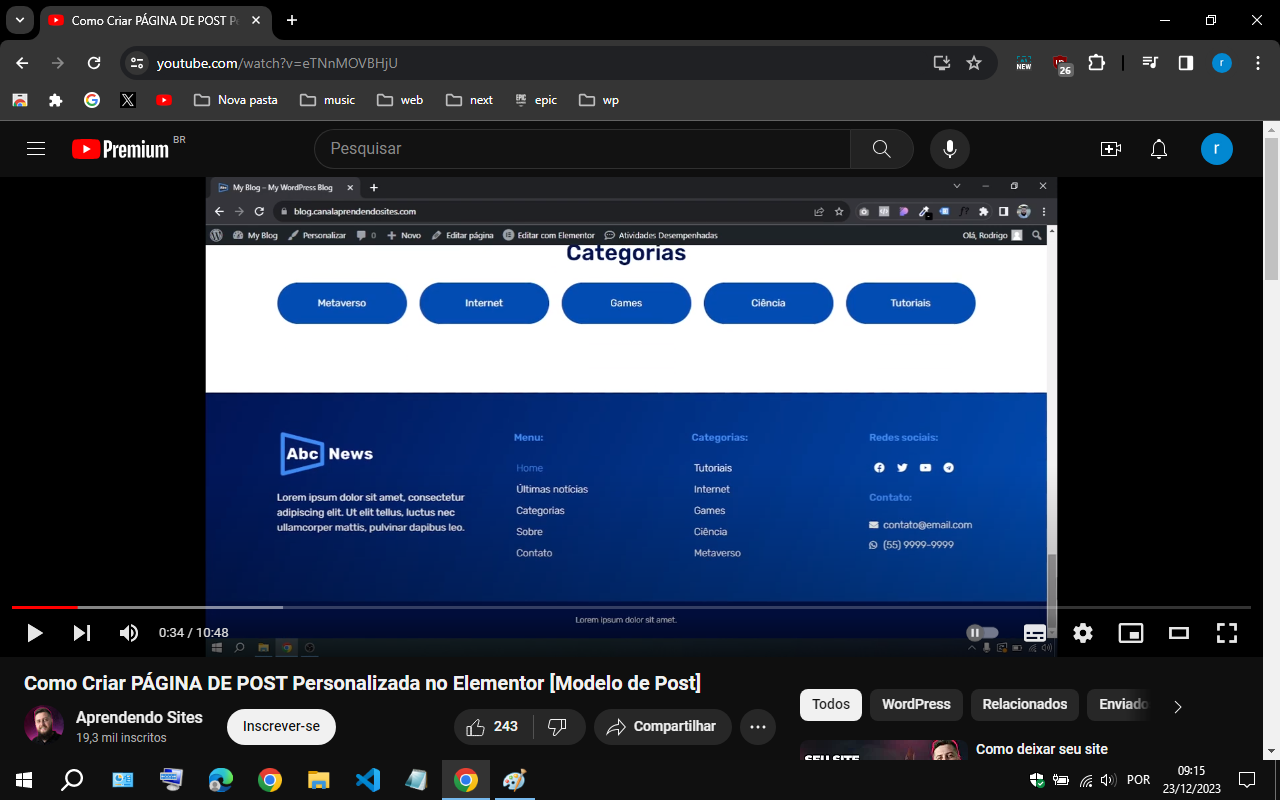 Como Criar PÁGINA DE POST P
youtube.com/watch?v=eTNnMOVBHjU
NEW
26
r
Nova pasta
music
web
next
EPIC
epic
wp
Premium BR
Pesquisar
r
My Blog – My WordPress Blog
blog.canalaprendendosites.com
My Blog Personalizar 0 Novo Editar página Editar com Elementor Atividades Desempenhadas Olá, Rodrigo
Categorias
Metaverso Internet Games Ciência Tutoriais
Abc News
Lorem ipsum dolor sit amet, consectetur
adipiscing elit. Ut elit tellus, luctus nec
ullamcorper mattis, pulvinar dapibus leo.
Menu:
Home
Últimas notícias
Categorias
Sobre
Contato
Categorias:
Tutoriais
Internet
Games
Ciência
Metaverso
Redes sociais:
Contato:
contato@email.com
(55) 9999-9999
Lorem ipsum dolor sit amet.
0:34 / 10:48
Como Criar PÁGINA DE POST Personalizada no Elementor [Modelo de Post]
Aprendendo Sites
19,3 mil inscritos
Inscrever-se
243
Compartilhar
Todos WordPress Relacionados Enviado
SEU SITE
Como deixar seu site
POR
09:15
23/12/2023